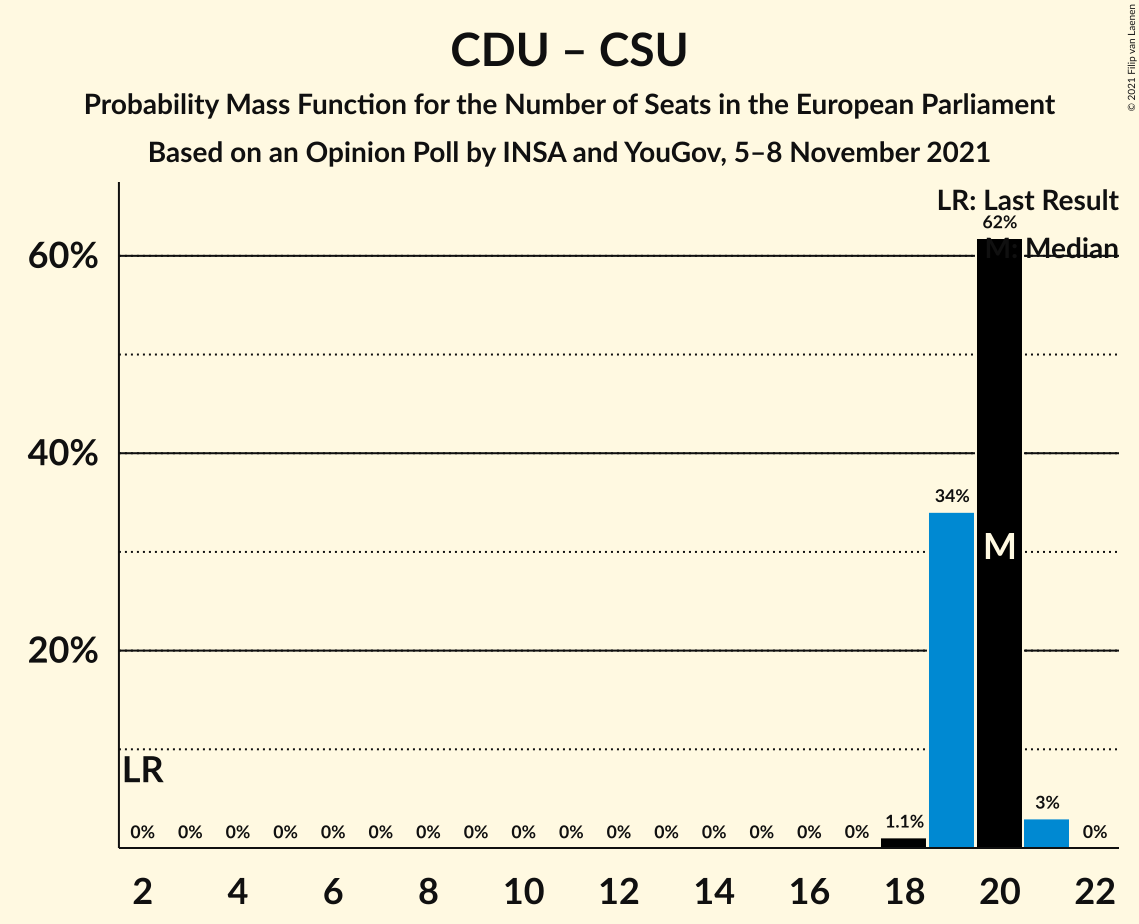 CDU – CSU
Probability Mass Function for the Number of Seats in the European Parliament
Based on an Opinion Poll by INSA and YouGov, 5–8 November 2021
© 2021 Filip van Laenen
LR: Last Result
M: Median
62%
60%
40%
34%
M
20%
LR
3%
1.1%
0% 0% 0% 0% 0% 0% 0% 0% 0% 0% 0% 0% 0% 0% 0% 0% 0%
2 4 6 8 10 12 14 16 18 20 22